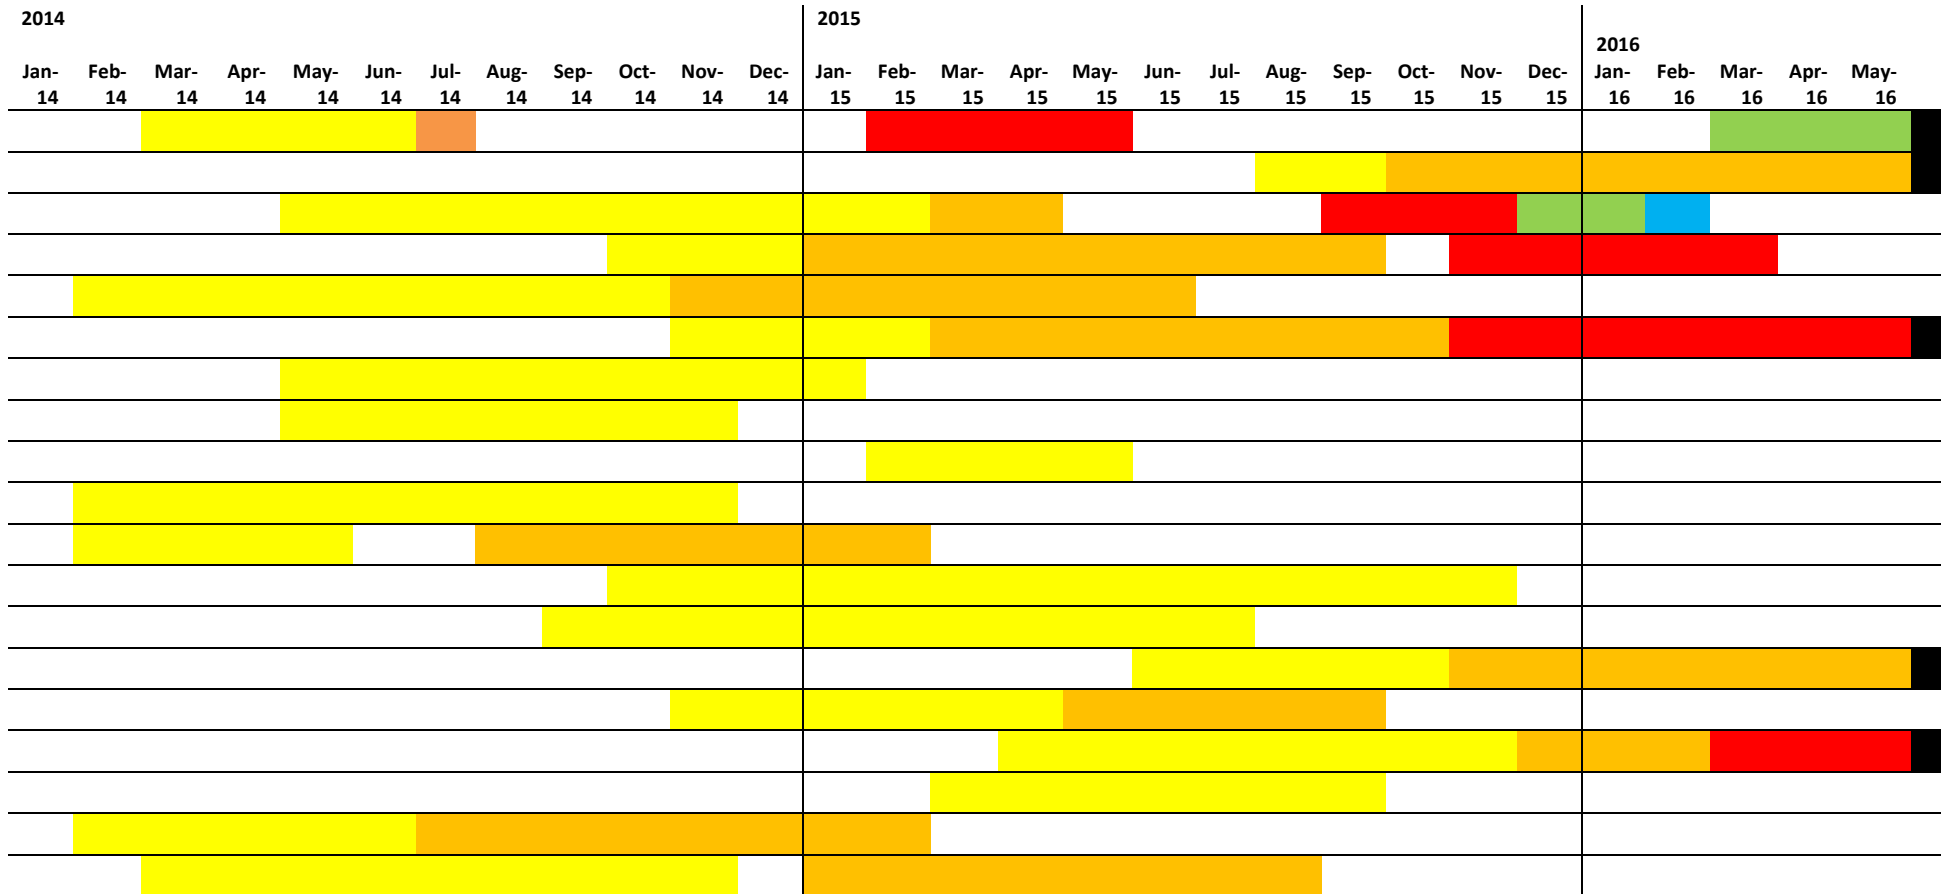 2014 2015
2016
Jan- Feb- Mar- Apr- May- Jun- Jul- Aug- Sep- Oct- Nov- Dec- Jan- Feb- Mar- Apr- May- Jun- Jul- Aug- Sep- Oct- Nov- Dec- Jan- Feb- Mar- Apr- May-
14 14 14 14 14 14 14 14 14 14 14 14 15 15 15 15 15 15 15 15 15 15 15 15 16 16 16 16 16